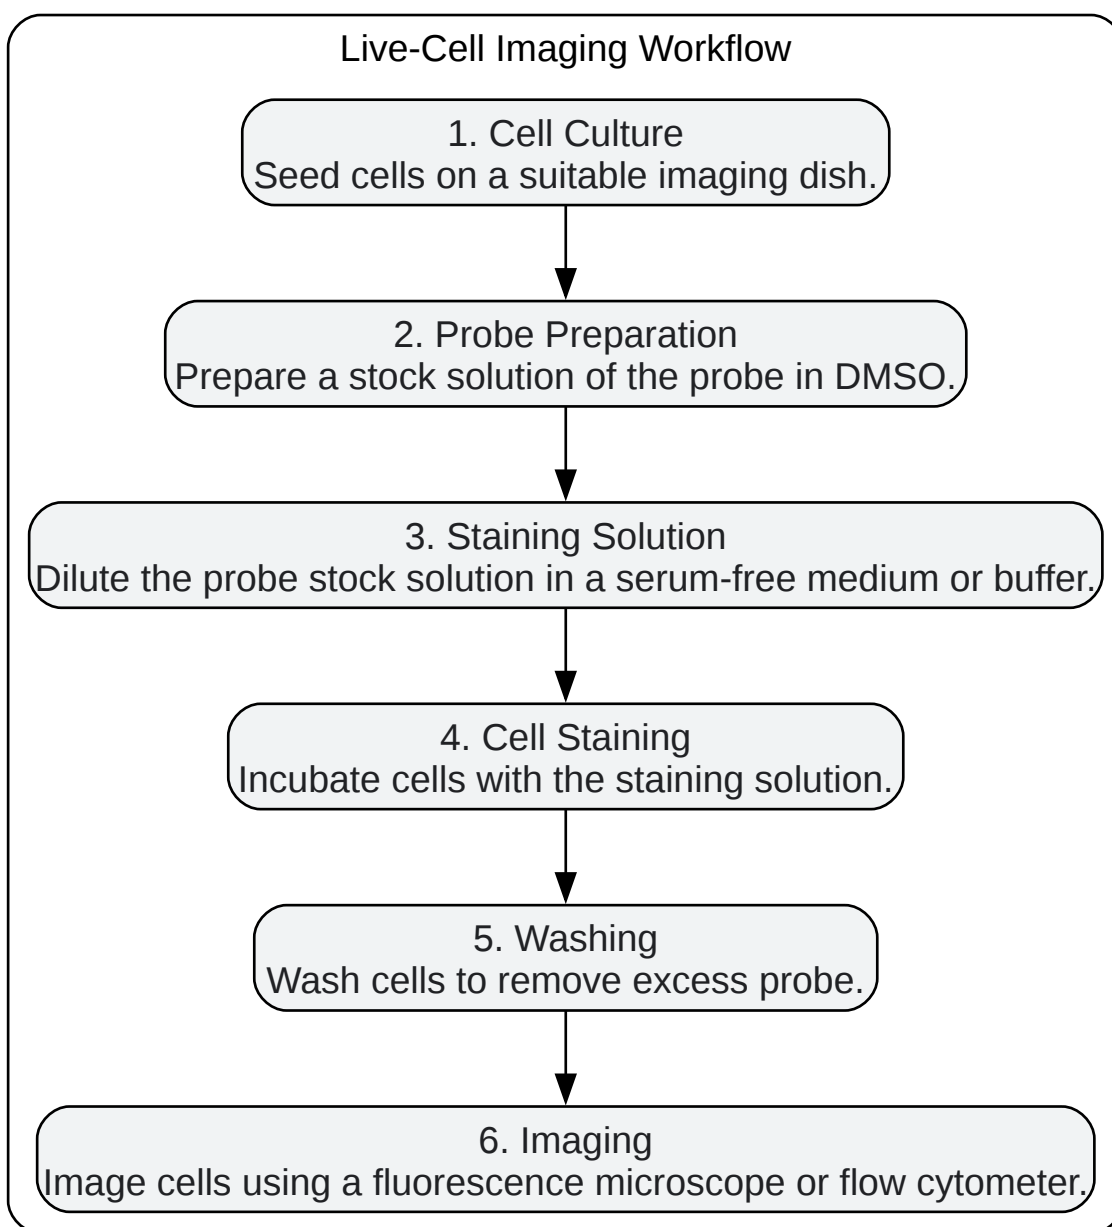 Live-Cell Imaging Workflow
1. Cell Culture
Seed cells on a suitable imaging dish.
2. Probe Preparation
Prepare a stock solution of the probe in DMSO.
3. Staining Solution
Dilute the probe stock solution in a serum-free medium or buffer.
4. Cell Staining
Incubate cells with the staining solution.
5. Washing
Wash cells to remove excess probe.
6. Imaging
Image cells using a fluorescence microscope or flow cytometer.